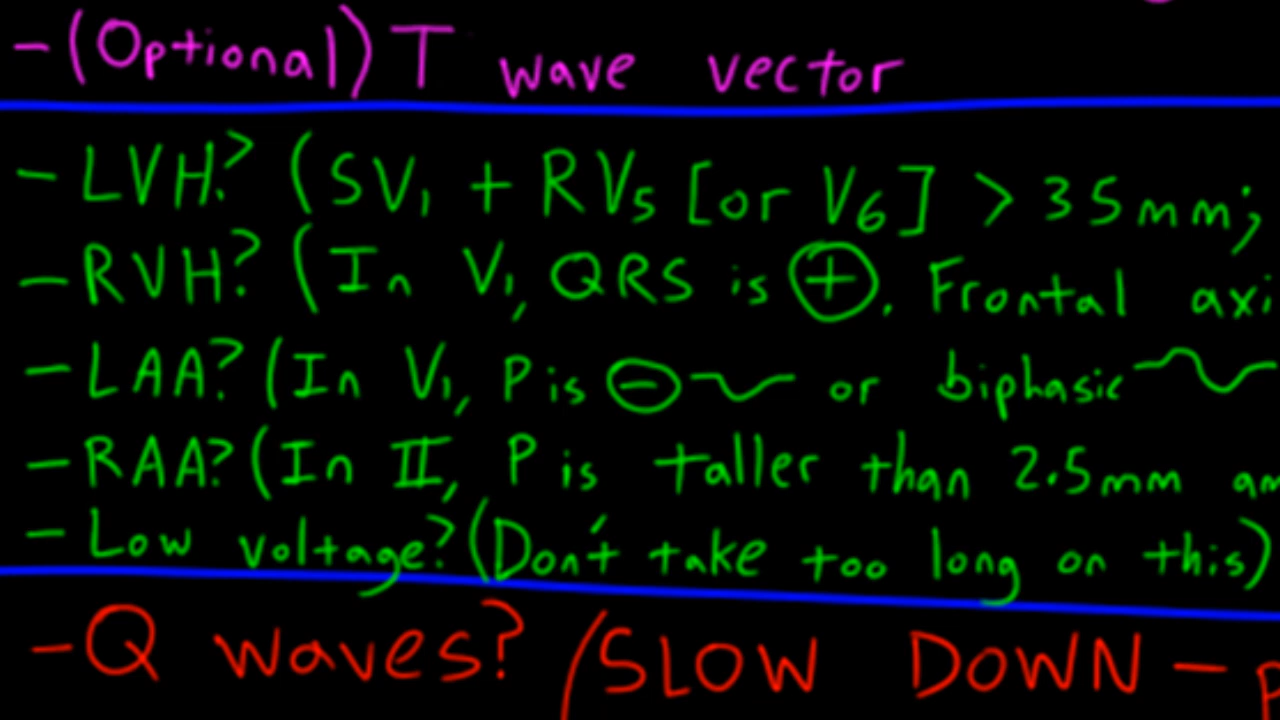 - (Optional) T wave vector
- LVH? (SV₁ + RV₅ [or V₆] > 35mm;
- RVH? (In V₁, QRS is ⊕. Frontal axi
- LAA? (In V₁, P is ⊖ or biphasic
- RAA? (In II, P is taller than 2.5mm am
- Low voltage? (Don't take too long on this)
- Q waves? (SLOW DOWN - p